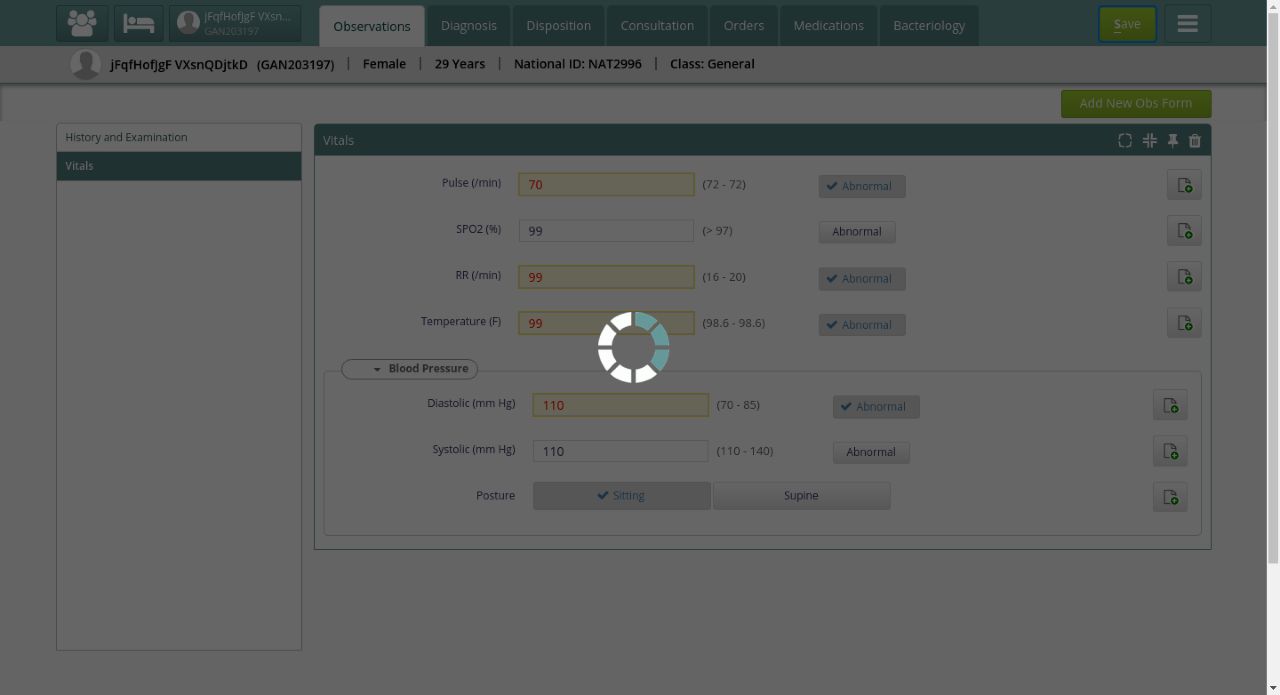 jFqfHofJgF VXsn...
GAN203197
Observations
Diagnosis
Disposition
Consultation
Orders
Medications
Bacteriology
Save
jFqfHofJgF VXsnQDjtkD (GAN203197) | Female | 29 Years | National ID: NAT2996 | Class: General
Add New Obs Form
History and Examination
Vitals
Vitals
Pulse (/min) 70 (72 - 72) Abnormal
SPO2 (%) 99 (> 97) Abnormal
RR (/min) 99 (16 - 20) Abnormal
Temperature (F) 99 (98.6 - 98.6) Abnormal
Blood Pressure
Diastolic (mm Hg) 110 (70 - 85) Abnormal
Systolic (mm Hg) 110 (110 - 140) Abnormal
Posture Sitting Supine